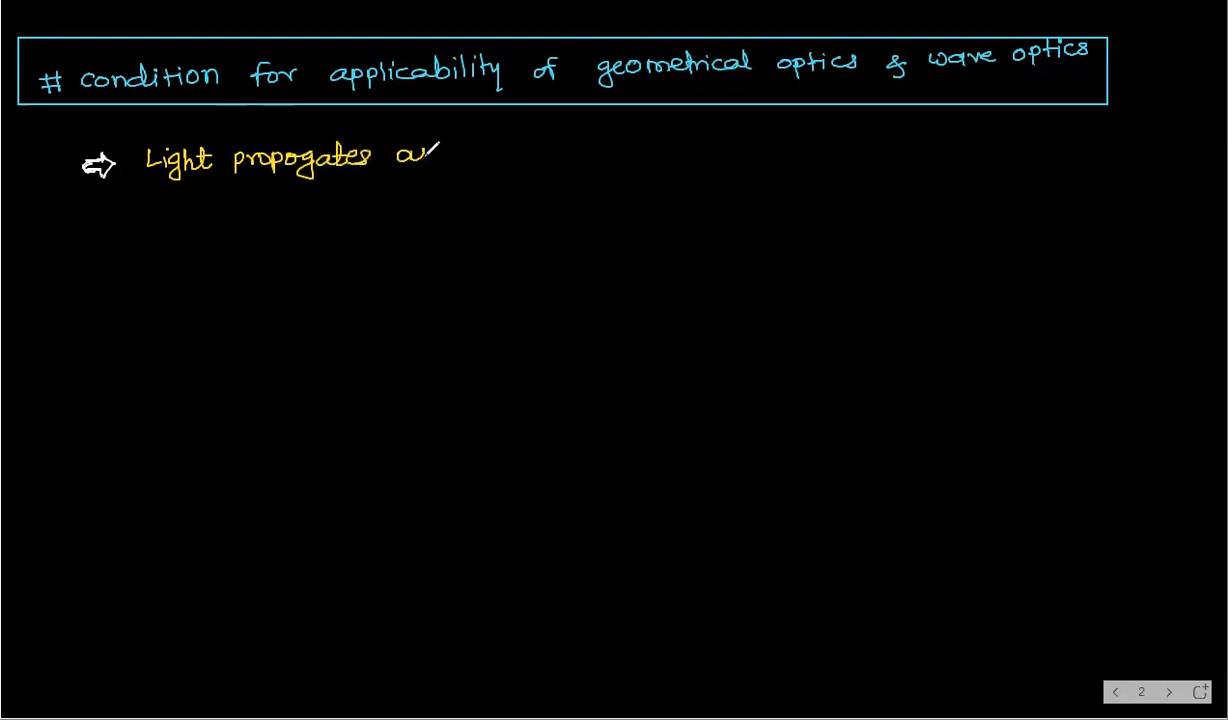 # condition for applicability of geometrical optics & wave optics
⇨ Light propogates
2